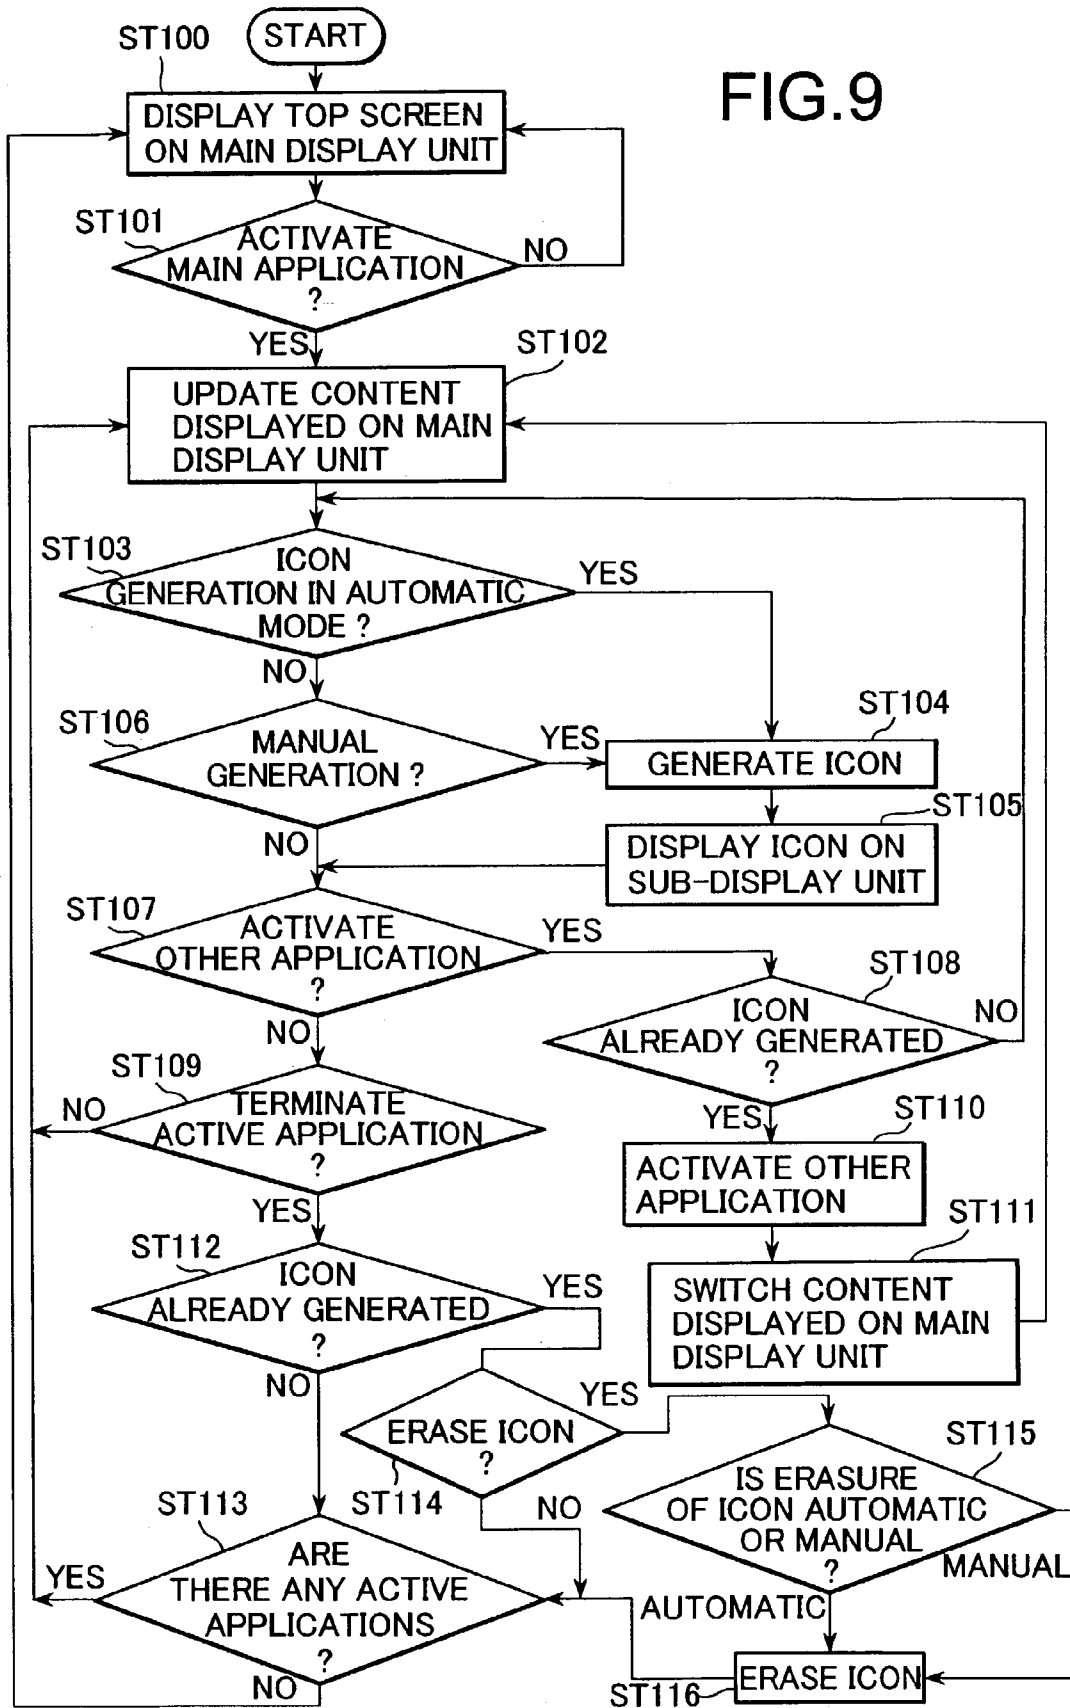 FIG.9
START
ST100
DISPLAY TOP SCREEN
ON MAIN DISPLAY UNIT
ST101
ACTIVATE
MAIN APPLICATION
?
NO
YES
ST102
UPDATE CONTENT
DISPLAYED ON MAIN
DISPLAY UNIT
ST103
ICON
GENERATION IN AUTOMATIC
MODE ?
YES
NO
ST106
MANUAL
GENERATION ?
YES
NO
ST104
GENERATE ICON
ST105
DISPLAY ICON ON
SUB-DISPLAY UNIT
ST107
ACTIVATE
OTHER APPLICATION
?
YES
NO
ST108
ICON
ALREADY GENERATED
?
NO
YES
ST109
TERMINATE
ACTIVE APPLICATION
?
NO
YES
ST110
ACTIVATE OTHER
APPLICATION
ST111
SWITCH CONTENT
DISPLAYED ON MAIN
DISPLAY UNIT
ST112
ICON
ALREADY GENERATED
?
YES
NO
ERASE ICON
?
ST114
YES
NO
ST115
IS ERASURE
OF ICON AUTOMATIC
OR MANUAL
?
MANUAL
AUTOMATIC
ST113
ARE
THERE ANY ACTIVE
APPLICATIONS
?
YES
NO
ST116
ERASE ICON